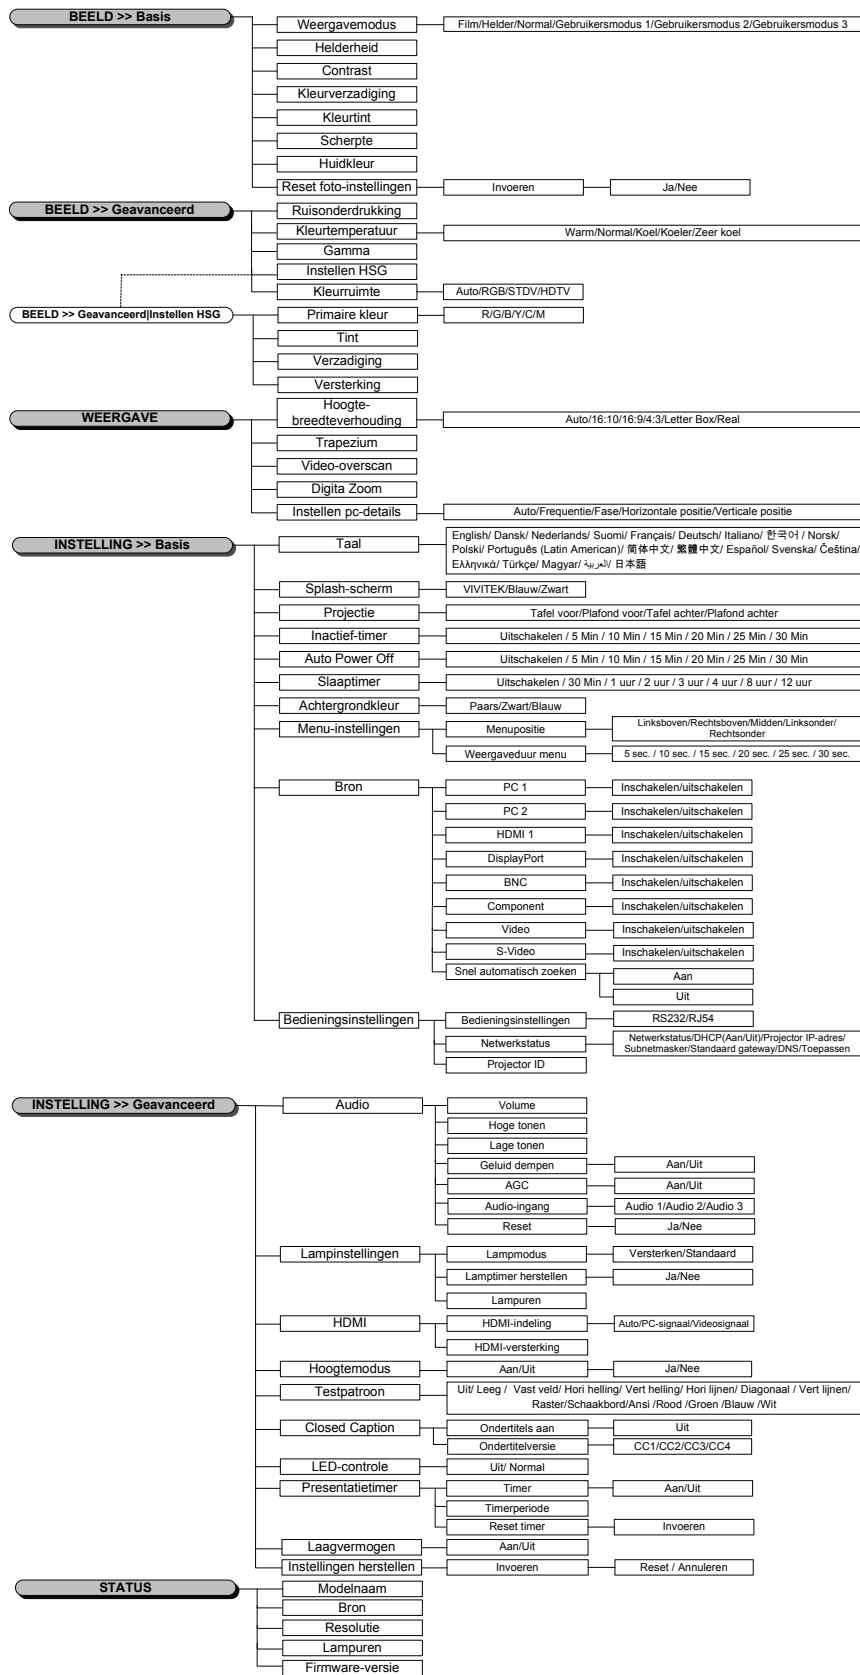 BEELD >> Basis
Weergavemodus
Film/Helder/Normal/Gebruikersmodus 1/Gebruikersmodus 2/Gebruikersmodus 3
Helderheid
Contrast
Kleurverzadiging
Kleurtint
Scherpte
Huidkleur
Reset foto-instellingen
Invoeren
Ja/Nee
BEELD >> Geavanceerd
Ruisonderdrukking
Kleurtemperatuur
Warm/Normal/Koel/Koeler/Zeer koel
Gamma
Instellen HSG
Kleurruimte
Auto/RGB/STDV/HDTV
BEELD >> Geavanceerd|Instellen HSG
Primaire kleur
R/G/B/Y/C/M
Tint
Verzadiging
Versterking
WEERGAVE
Hoogte-
breedteverhouding
Auto/16:10/16:9/4:3/Letter Box/Real
Trapezium
Video-overscan
Digita Zoom
Instellen pc-details
Auto/Frequentie/Fase/Horizontale positie/Verticale positie
INSTELLING >> Basis
Taal
English/ Dansk/ Nederlands/ Suomi/ Français/ Deutsch/ Italiano/ 한국어 / Norsk/
Polski/ Português (Latin American)/ 简体中文/ 繁體中文/ Español/ Svenska/ Čeština/
Ελληνικά/ Türkçe/ Magyar/ العربية/ 日本語
Splash-scherm
VIVITEK/Blauw/Zwart
Projectie
Tafel voor/Plafond voor/Tafel achter/Plafond achter
Inactief-timer
Uitschakelen / 5 Min / 10 Min / 15 Min / 20 Min / 25 Min / 30 Min
Auto Power Off
Uitschakelen / 5 Min / 10 Min / 15 Min / 20 Min / 25 Min / 30 Min
Slaaptimer
Uitschakelen / 30 Min / 1 uur / 2 uur / 3 uur / 4 uur / 8 uur / 12 uur
Achtergrondkleur
Paars/Zwart/Blauw
Menu-instellingen
Menupositie
Linksboven/Rechtsboven/Midden/Linksonder/
Rechtsonder
Weergaveduur menu
5 sec. / 10 sec. / 15 sec. / 20 sec. / 25 sec. / 30 sec.
Bron
PC 1
Inschakelen/uitschakelen
PC 2
Inschakelen/uitschakelen
HDMI 1
Inschakelen/uitschakelen
DisplayPort
Inschakelen/uitschakelen
BNC
Inschakelen/uitschakelen
Component
Inschakelen/uitschakelen
Video
Inschakelen/uitschakelen
S-Video
Inschakelen/uitschakelen
Snel automatisch zoeken
Aan
Uit
Bedieningsinstellingen
Bedieningsinstellingen
RS232/RJ54
Netwerkstatus
Netwerkstatus/DHCP(Aan/Uit)/Projector IP-adres/
Subnetmasker/Standaard gateway/DNS/Toepassen
Projector ID
INSTELLING >> Geavanceerd
Audio
Volume
Hoge tonen
Lage tonen
Geluid dempen
Aan/Uit
AGC
Aan/Uit
Audio-ingang
Audio 1/Audio 2/Audio 3
Reset
Ja/Nee
Lampinstellingen
Lampmodus
Versterken/Standaard
Lamptimer herstellen
Ja/Nee
Lampuren
HDMI
HDMI-indeling
Auto/PC-signaal/Videosignaal
HDMI-versterking
Hoogtemodus
Aan/Uit
Ja/Nee
Testpatroon
Uit/ Leeg / Vast veld/ Hori helling/ Vert helling/ Hori lijnen/ Diagonaal / Vert lijnen/
Raster/Schaakbord/Ansi /Rood /Groen /Blauw /Wit
Closed Caption
Ondertitels aan
Uit
Ondertitelversie
CC1/CC2/CC3/CC4
LED-controle
Uit/ Normal
Presentatietimer
Timer
Aan/Uit
Timerperiode
Reset timer
Invoeren
Laagvermogen
Aan/Uit
Instellingen herstellen
Invoeren
Reset / Annuleren
STATUS
Modelnaam
Bron
Resolutie
Lampuren
Firmware-versie